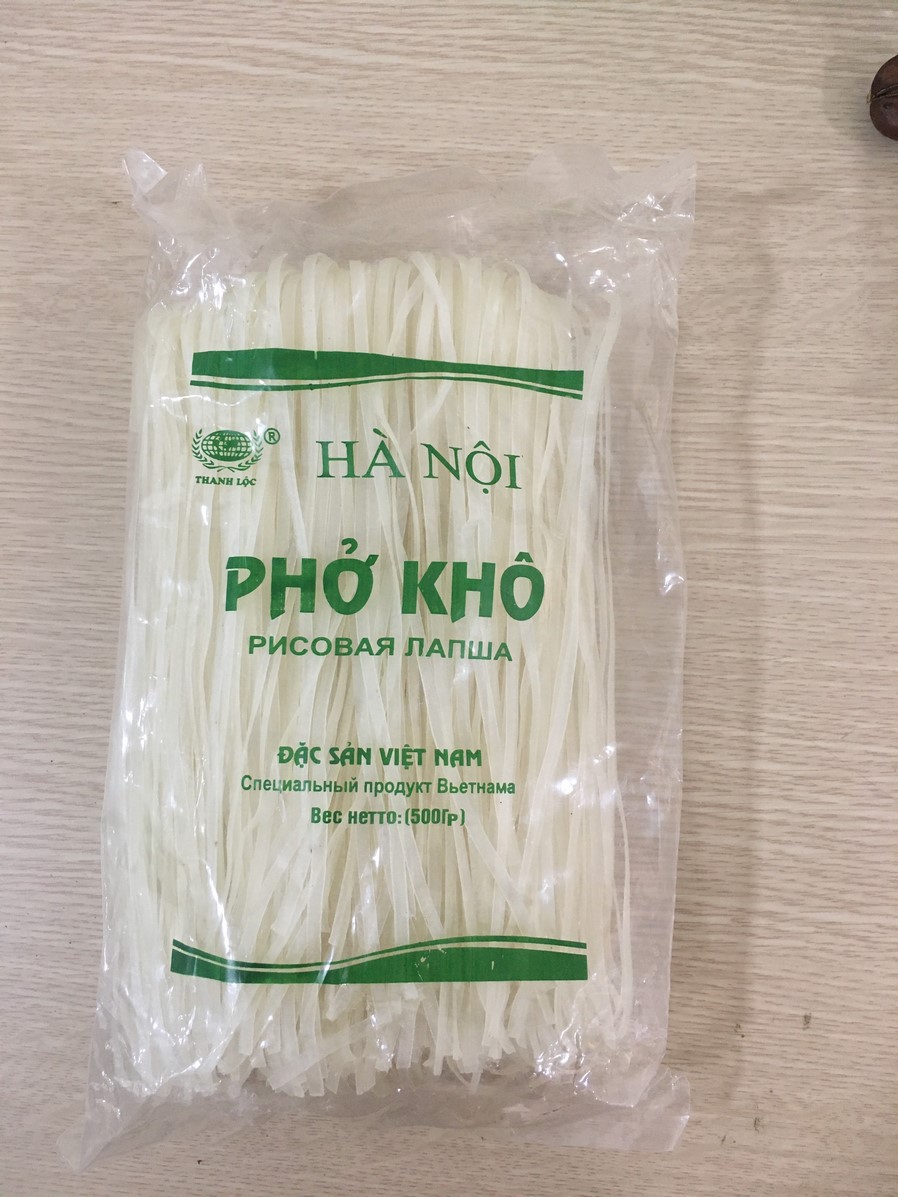 ®
THANH LỘC
HÀ NỘI
PHỞ KHÔ
РИСОВАЯ ЛАПША
ĐẶC SẢN VIỆT NAM
Специальный продукт Вьетнама
Вес нетто: (500Гр)